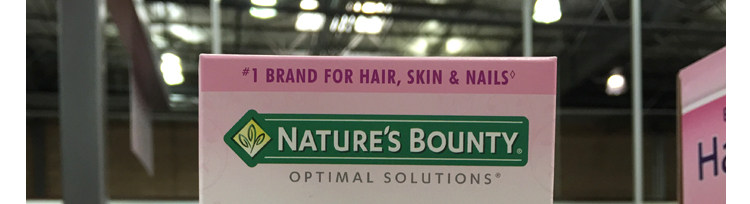 #1 BRAND FOR HAIR, SKIN & NAILS◊
NATURE'S BOUNTY®
OPTIMAL SOLUTIONS®